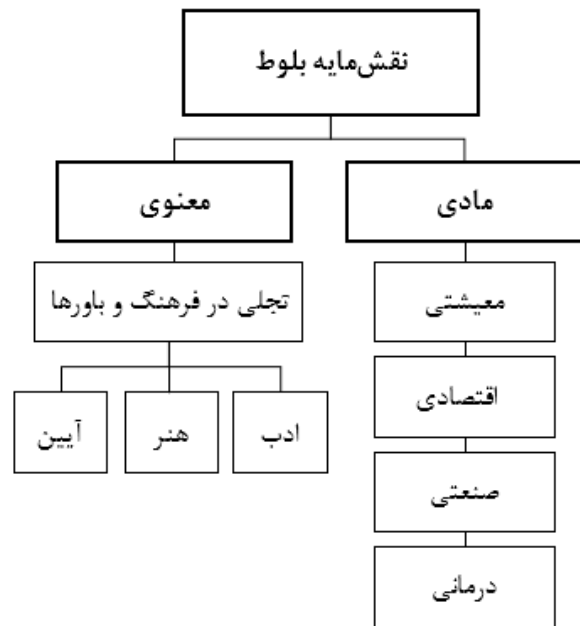 نقش‌مایه بلوط
مادی
معنوی
معیشتی
اقتصادی
صنعتی
درمانی
تجلی در فرهنگ و باورها
ادب
هنر
آیین